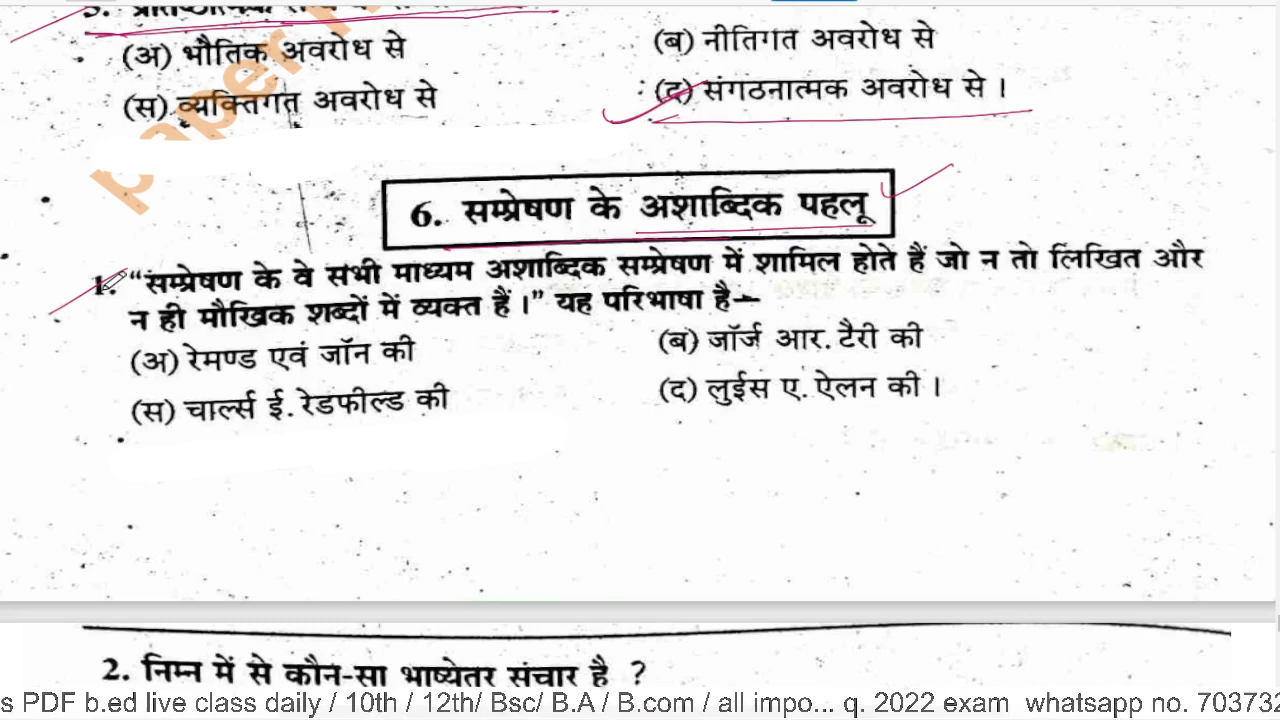 5.
(अ) भौतिक अवरोध से (ब) नीतिगत अवरोध से
(स) व्यक्तिगत अवरोध से (द) संगठनात्मक अवरोध से ।
6. सम्प्रेषण के अशाब्दिक पहलू
1. “सम्प्रेषण के वे सभी माध्यम अशाब्दिक सम्प्रेषण में शामिल होते हैं जो न तो लिखित और
न ही मौखिक शब्दों में व्यक्त हैं।” यह परिभाषा है–
(अ) रेमण्ड एवं जॉन की (ब) जॉर्ज आर. टैरी की
(स) चार्ल्स ई. रेडफील्ड की (द) लुईस ए. ऐलन की ।
2. निम्न में से कौन-सा भाष्येतर संचार है ?
s PDF b.ed live class daily / 10th / 12th/ Bsc/ B.A / B.com / all impo... q. 2022 exam whatsapp no. 703732